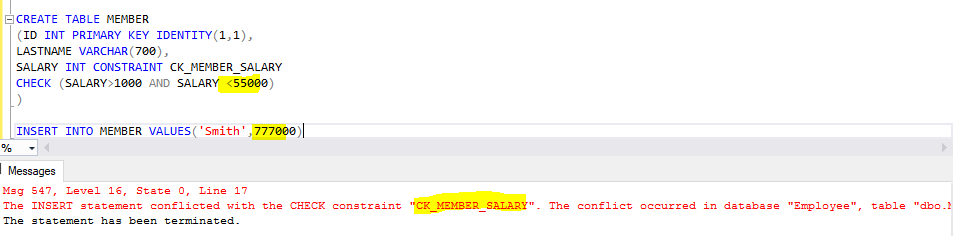 CREATE TABLE MEMBER
(ID INT PRIMARY KEY IDENTITY(1,1),
LASTNAME VARCHAR(700),
SALARY INT CONSTRAINT CK_MEMBER_SALARY
CHECK (SALARY>1000 AND SALARY <55000)
)
INSERT INTO MEMBER VALUES('Smith',777000)
%
Messages
Msg 547, Level 16, State 0, Line 17
The INSERT statement conflicted with the CHECK constraint "CK_MEMBER_SALARY". The conflict occurred in database "Employee", table "dbo.
The statement has been terminated.